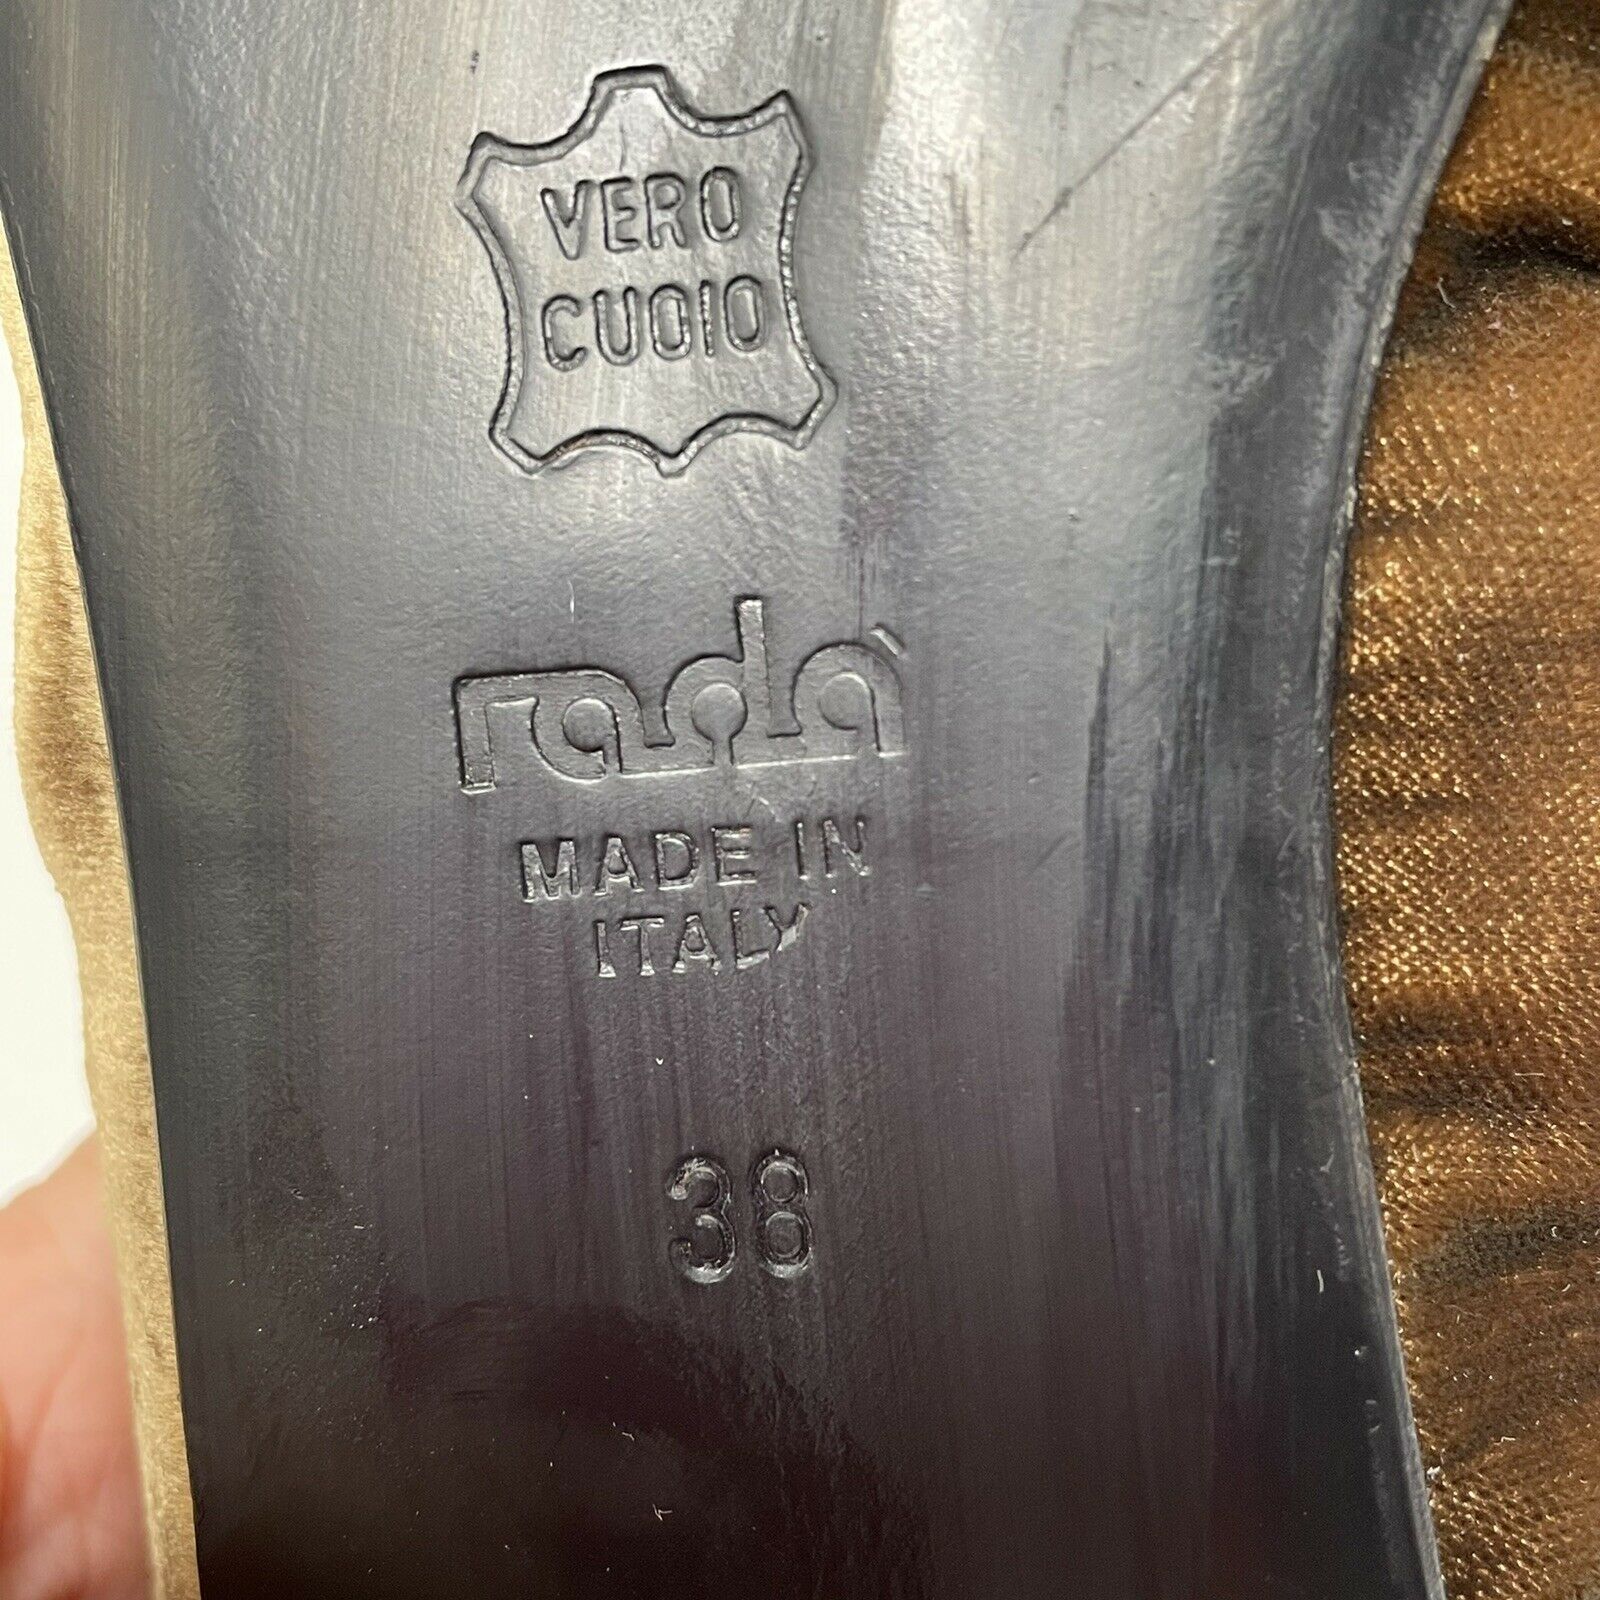 VERO
CUOIO
radà
MADE IN
ITALY
38